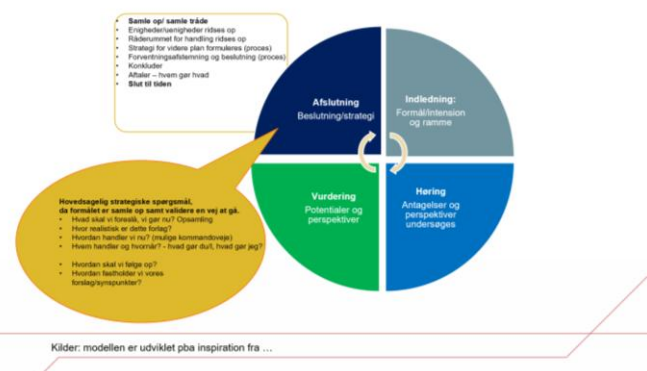 • Samle op/ samle tråde
• Enigheder/uenigheder ridses op
• Råderummet for handling ridses op
• Strategi for videre plan formuleres (proces)
• Forventningsafstemning og beslutning (proces)
• Konkluder
• Aftaler – hvem gør hvad
• Slut til tiden
Afslutning
Beslutning/strategi
Indledning:
Formål/intension
og ramme
Vurdering
Potentialer og
perspektiver
Høring
Antagelser og
perspektiver
undersøges
Hovedsagelig strategiske spørgsmål,
da formålet er samle op samt validere en vej at gå.
• Hvad skal vi foreslå, vi gør nu? Opsamling
• Hvor realistisk er dette forlag?
• Hvordan handler vi nu? (mulige kommandoveje)
• Hvem handler og hvornår? - hvad gør du/I, hvad gør jeg?
• Hvordan skal vi følge op?
• Hvordan fastholder vi vores
forslag/synspunkter?
Kilder: modellen er udviklet pba inspiration fra …